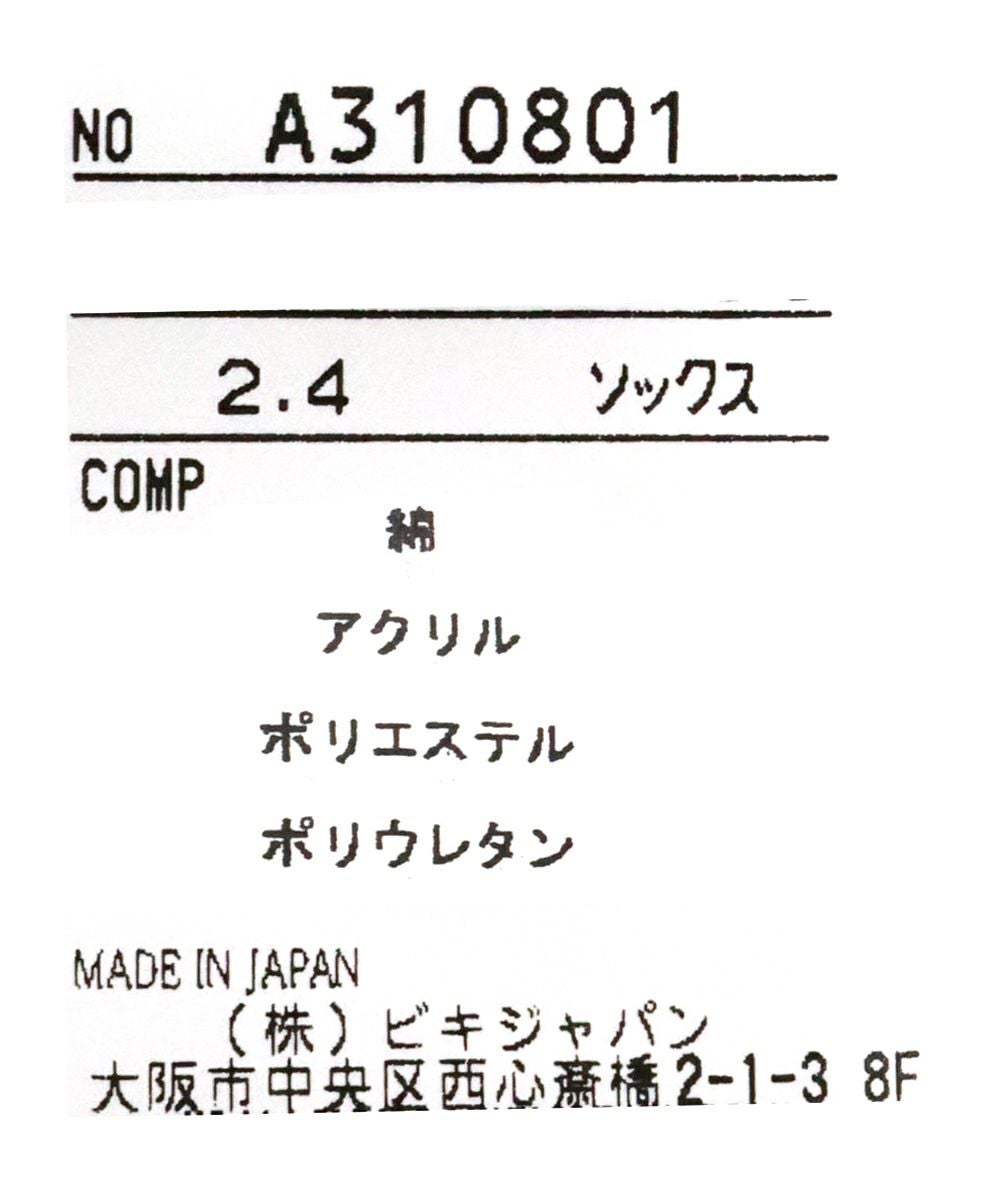 NO A310801
2.4 ソックス
COMP
綿
アクリル
ポリエステル
ポリウレタン
MADE IN JAPAN
(株)ビキジャパン
大阪市中央区西心斎橋2-1-3 8F